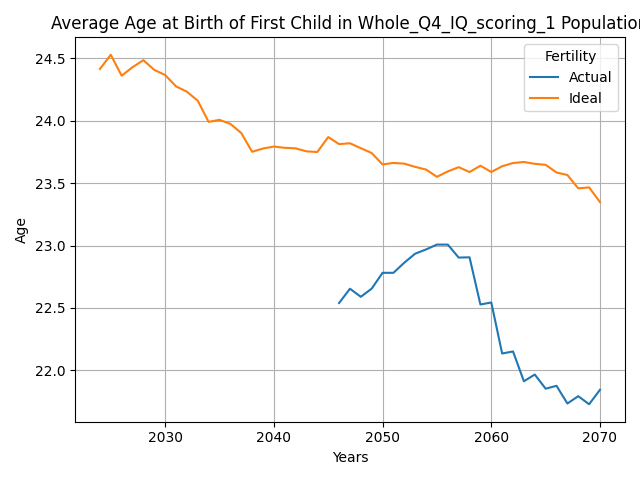 Average Age at Birth of First Child in Whole_Q4_IQ_scoring_1 Population
24.5
24.0
23.5
23.0
22.5
22.0
Age
Fertility
Actual
Ideal
2030
2040
2050
2060
2070
Years